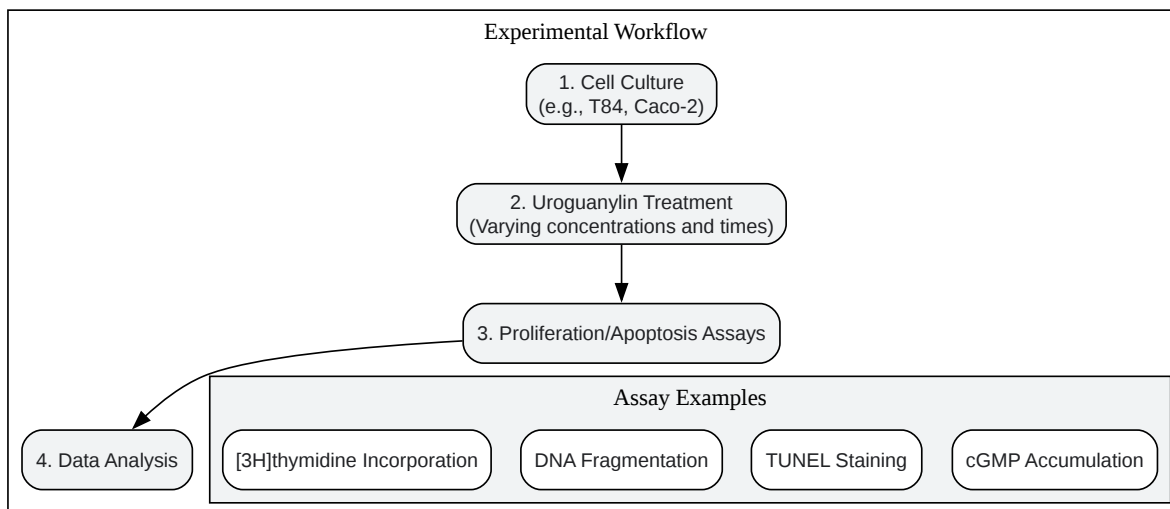 Experimental Workflow
1. Cell Culture
(e.g., T84, Caco-2)
2. Uroguanylin Treatment
(Varying concentrations and times)
3. Proliferation/Apoptosis Assays
Assay Examples
4. Data Analysis
[3H]thymidine Incorporation
DNA Fragmentation
TUNEL Staining
cGMP Accumulation